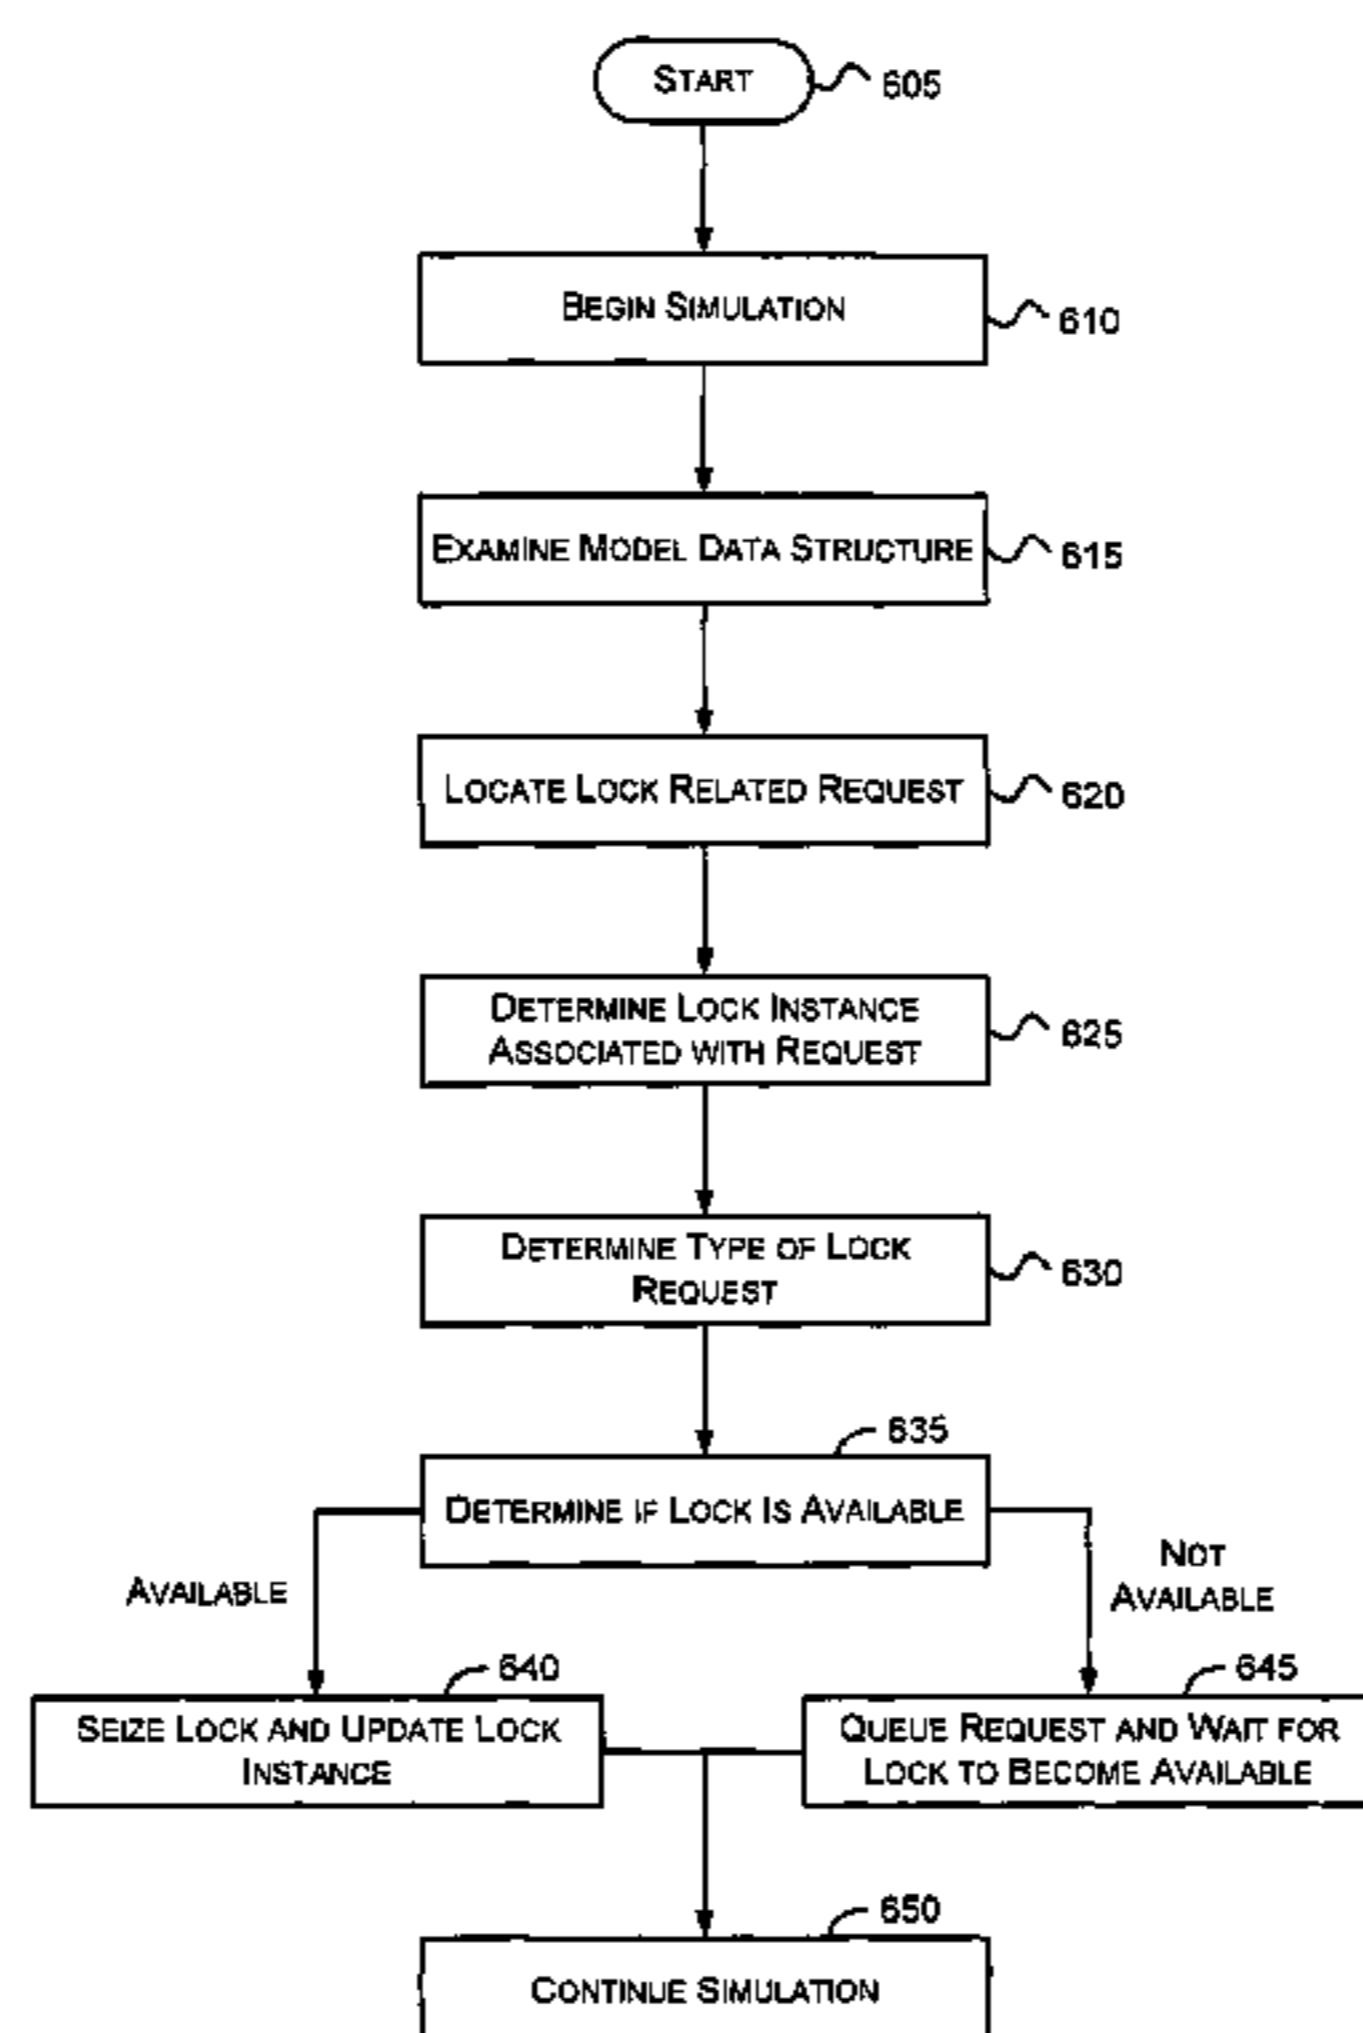 START
605
BEGIN SIMULATION
610
EXAMINE MODEL DATA STRUCTURE
615
LOCATE LOCK RELATED REQUEST
620
DETERMINE LOCK INSTANCE
ASSOCIATED WITH REQUEST
625
DETERMINE TYPE OF LOCK
REQUEST
630
635
DETERMINE IF LOCK IS AVAILABLE
AVAILABLE
NOT
AVAILABLE
640
SEIZE LOCK AND UPDATE LOCK
INSTANCE
645
QUEUE REQUEST AND WAIT FOR
LOCK TO BECOME AVAILABLE
650
CONTINUE SIMULATION